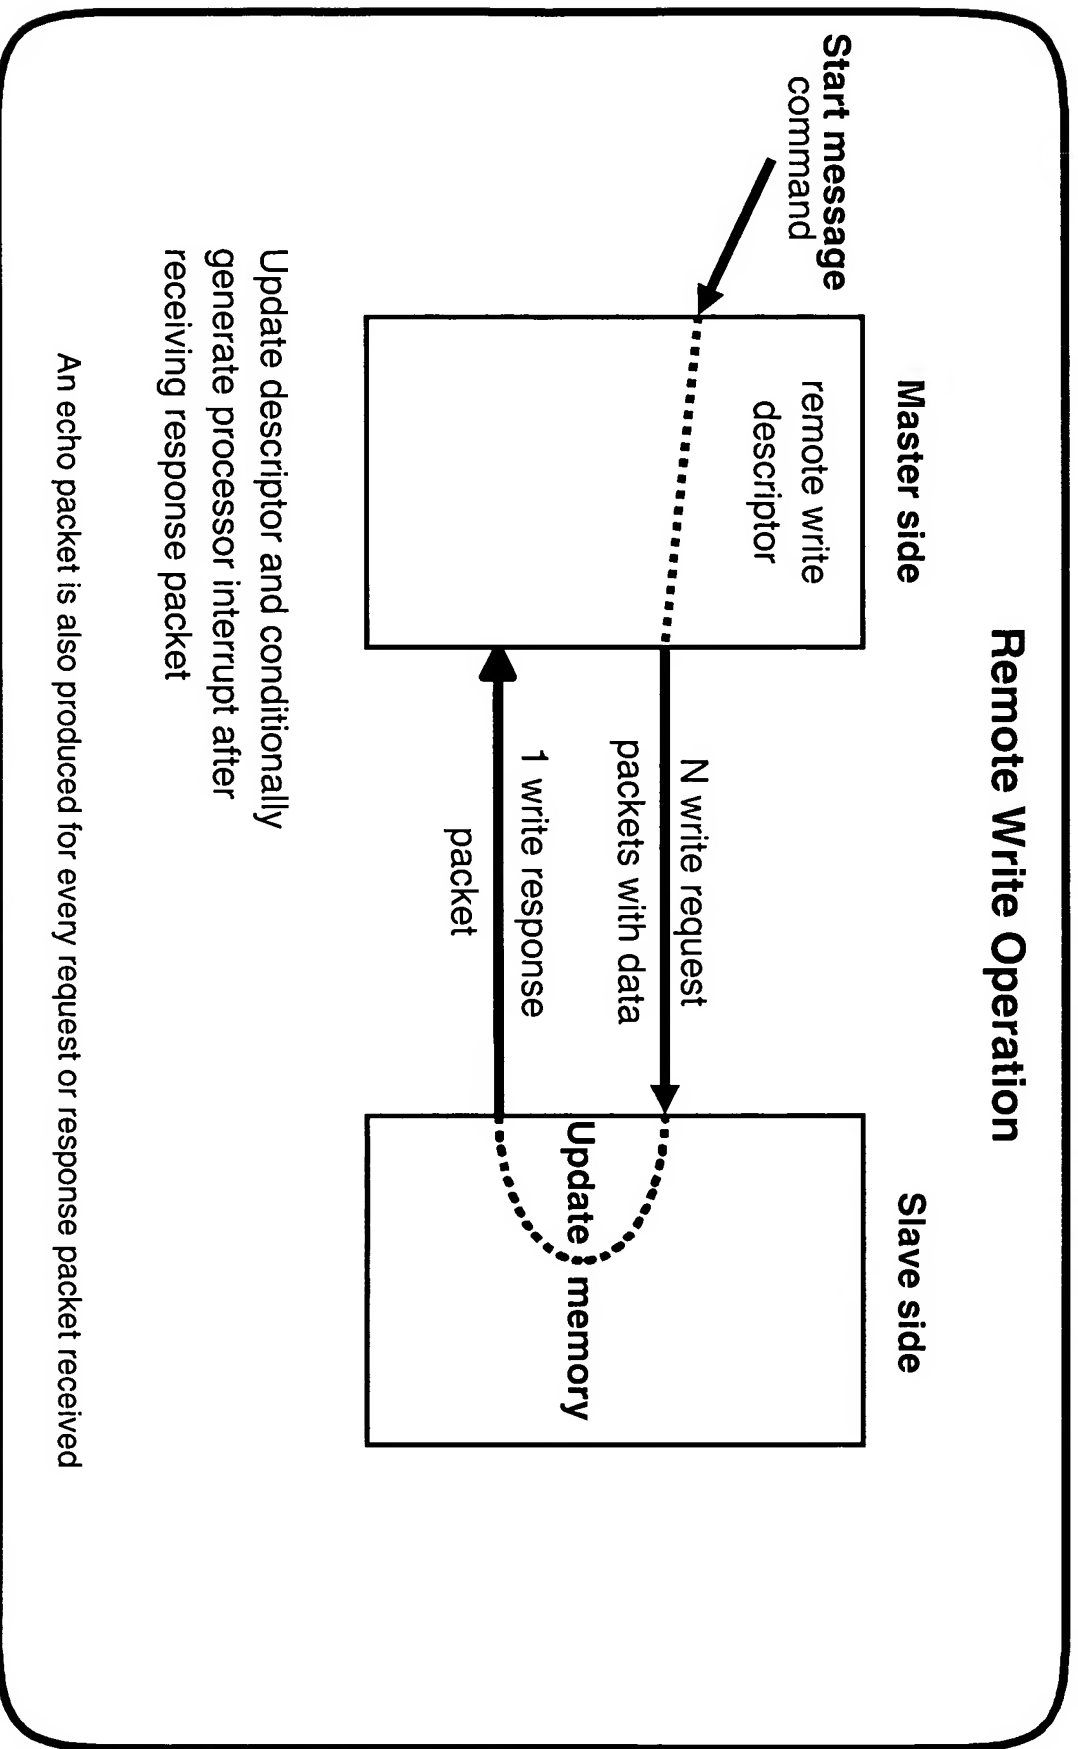 Remote Write Operation
Master side
Slave side
Start message
command
remote write
descriptor
N write request
packets with data
1 write response
packet
Update memory
Update descriptor and conditionally
generate processor interrupt after
receiving response packet
An echo packet is also produced for every request or response packet received